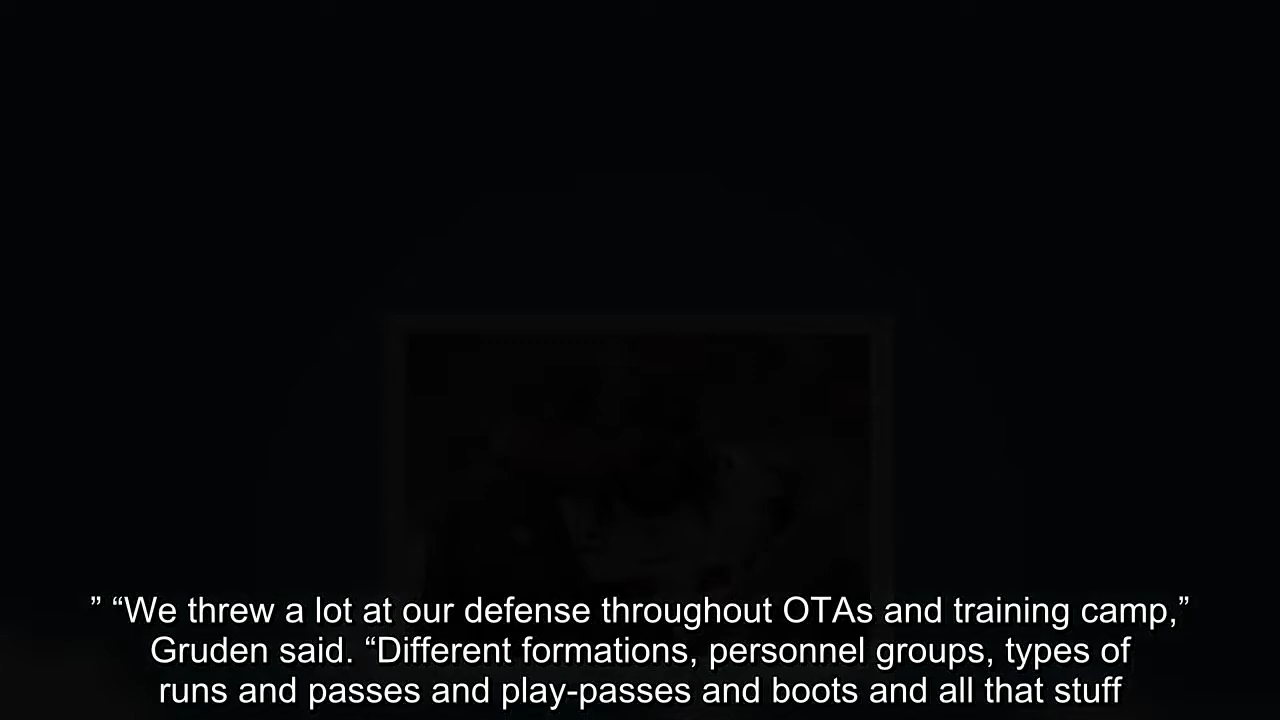 ” “We threw a lot at our defense throughout OTAs and training camp,”
Gruden said. “Different formations, personnel groups, types of
runs and passes and play-passes and boots and all that stuff